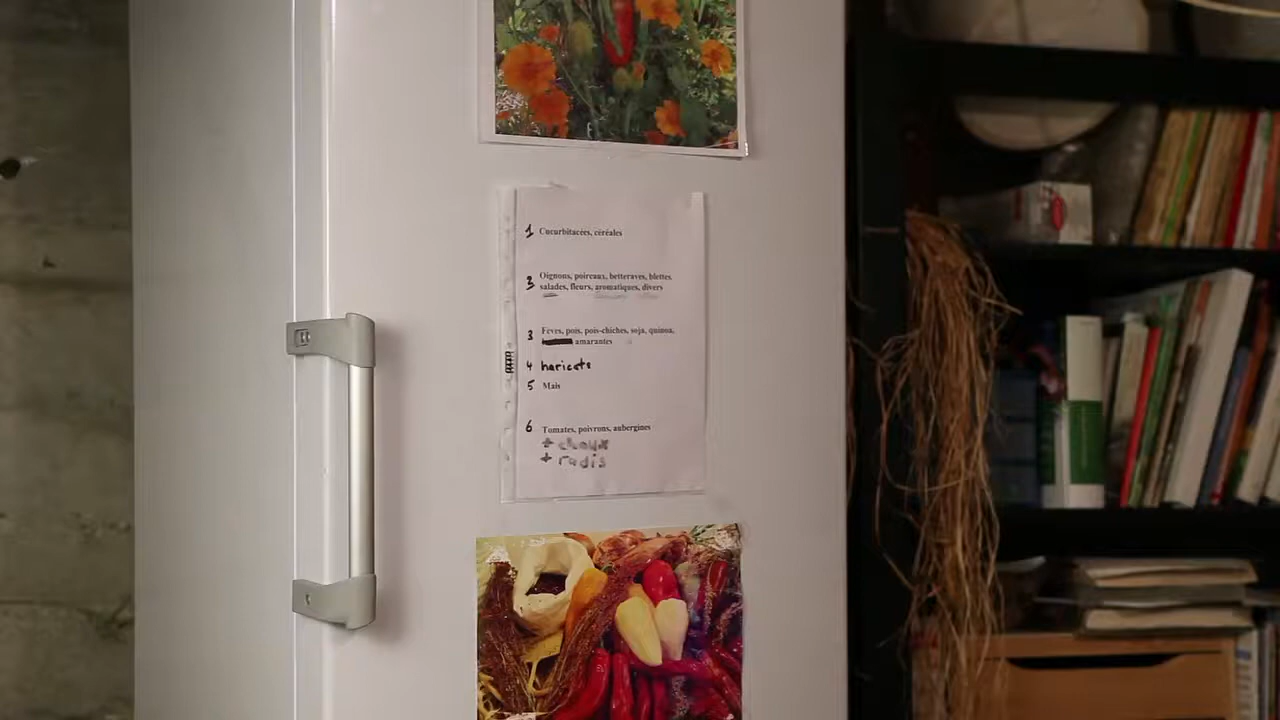 1 Cucurbitacées, céréales
3 Oignons, poireaux, betteraves, blettes,
salades, fleurs, aromatiques, divers
3 Fèves, pois, pois-chiches, soja, quinoa,
amarantes
4 haricots
5 Maïs
6 Tomates, poivrons, aubergines
+ choux
+ radis